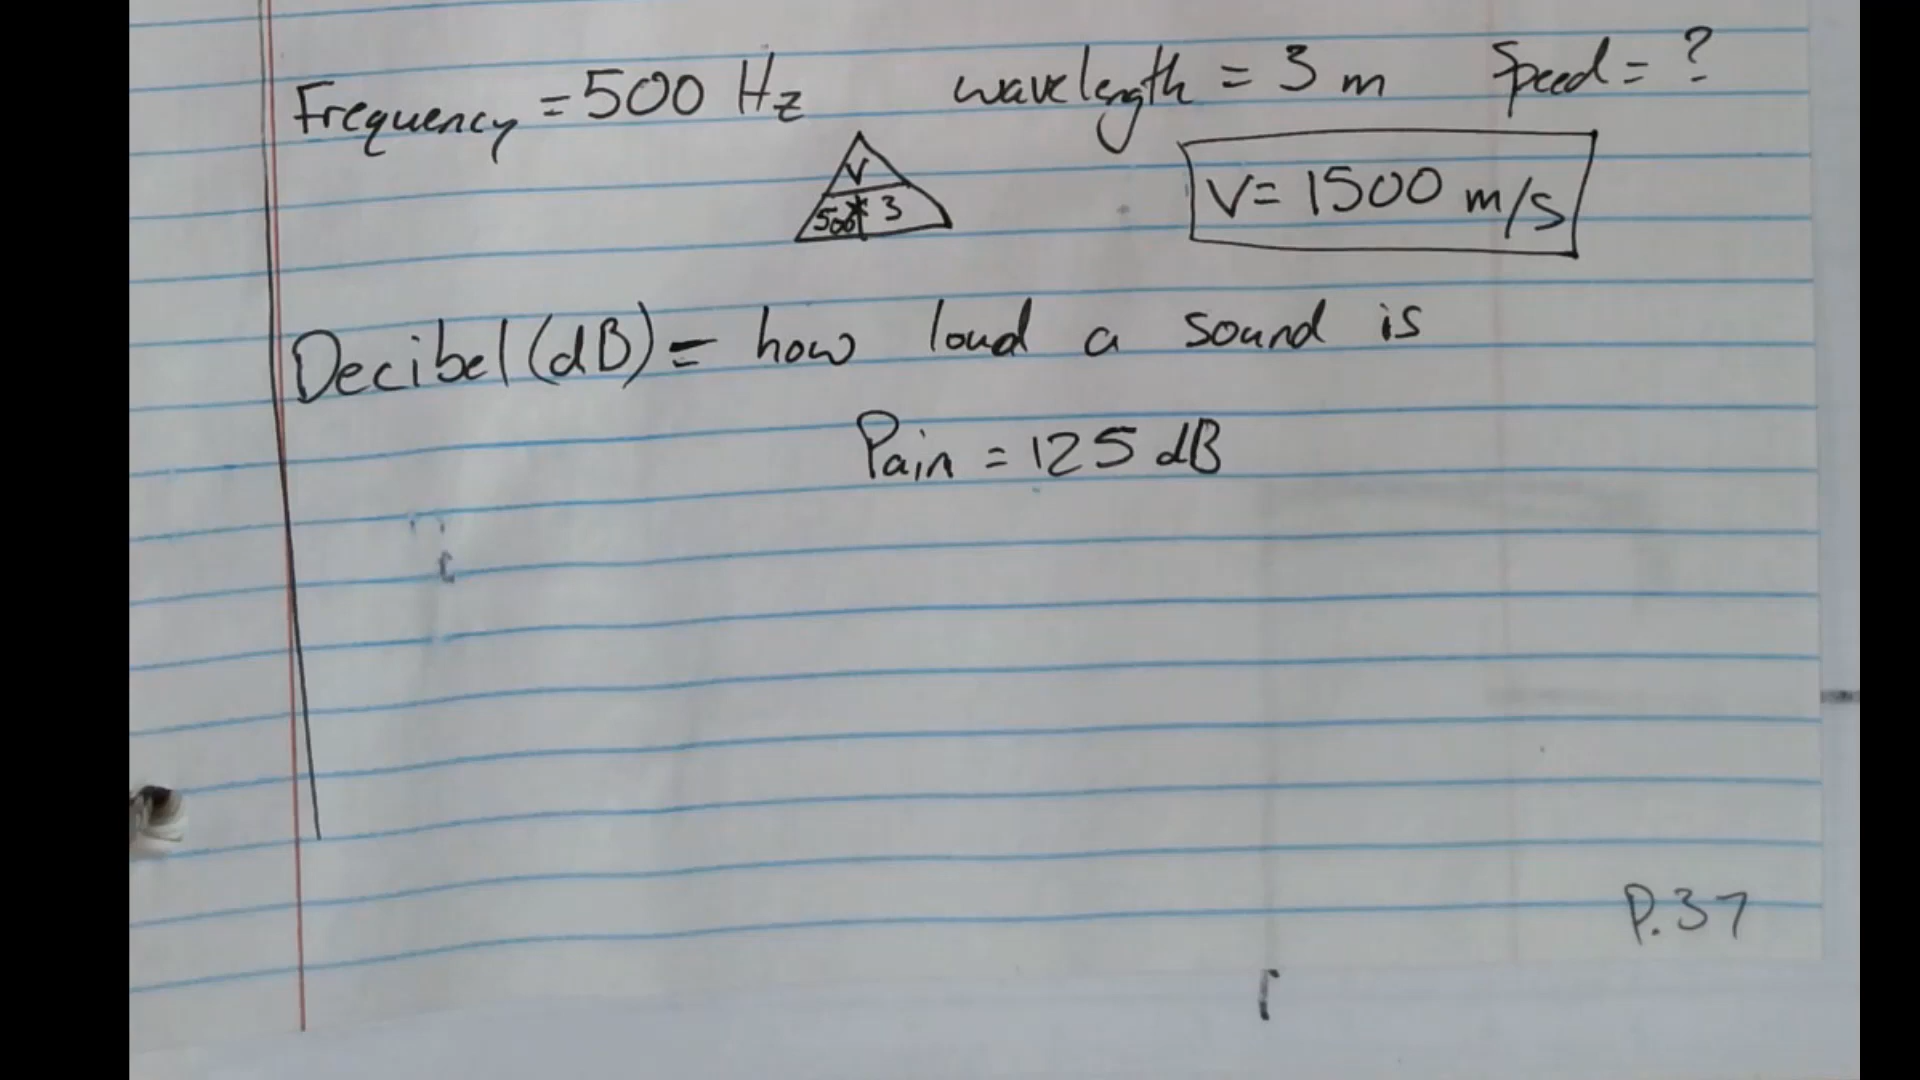 Frequency = 500 Hz wavelength = 3 m Speed = ?
V
500 * 3
V = 1500 m/s
Decibel (dB) = how loud a sound is
Pain = 125 dB
P. 37